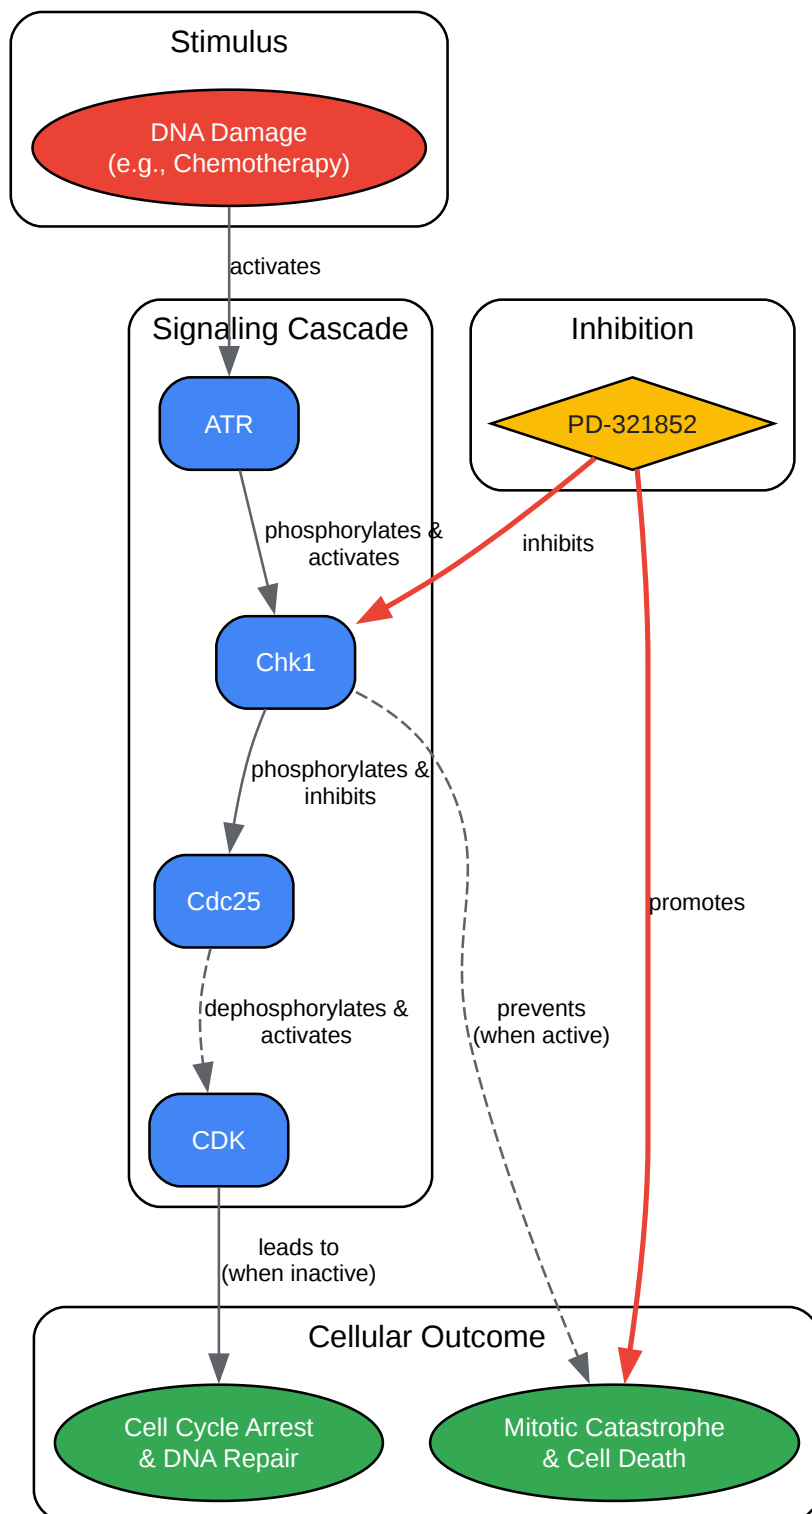 Stimulus
DNA Damage
(e.g., Chemotherapy)
activates
Signaling Cascade
Inhibition
ATR
PD-321852
phosphorylates &
activates
inhibits
Chk1
phosphorylates &
inhibits
Cdc25
promotes
dephosphorylates &
activates
prevents
(when active)
CDK
leads to
(when inactive)
Cellular Outcome
Cell Cycle Arrest
& DNA Repair
Mitotic Catastrophe
& Cell Death